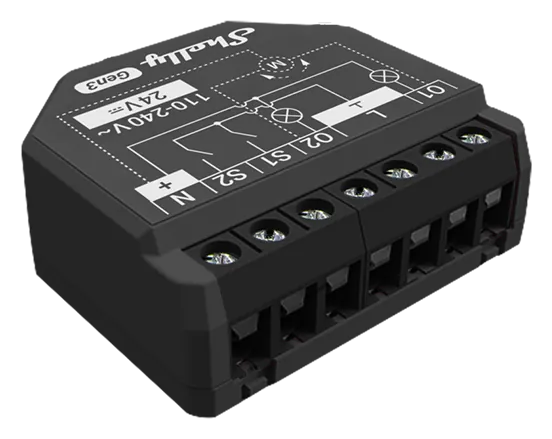 Shelly
Gen3
110-240V~
24V⎓
M
+
⊥
N
S2
S1
O2
L
O1